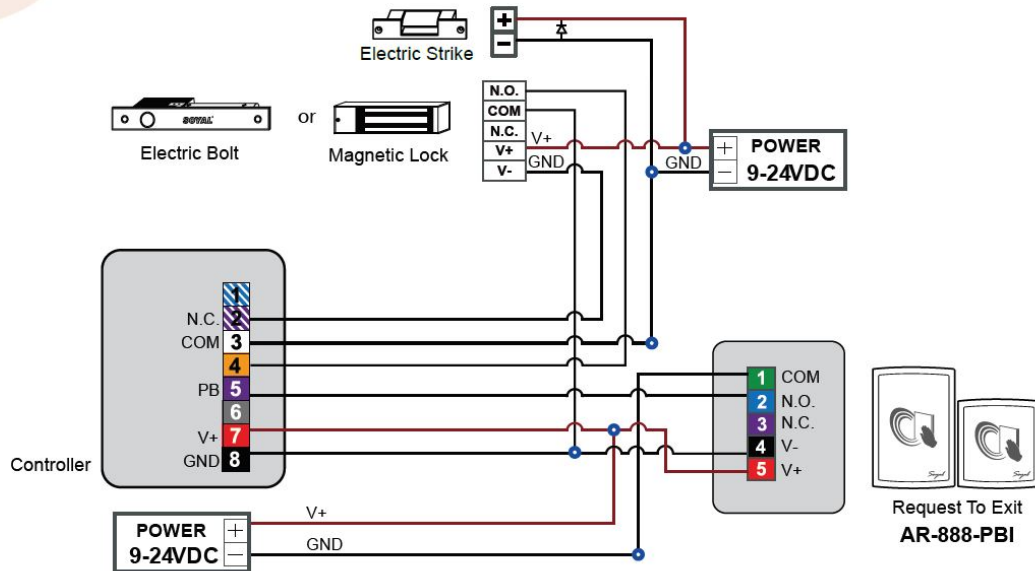 +
-
Electric Strike
N.O.
COM
N.C.
V+
V-
V+
GND
SOYAL
or
Electric Bolt
Magnetic Lock
GND
+
-
POWER
9-24VDC
1
N.C. 2
COM 3
4
PB 5
6
V+ 7
GND 8
Controller
1 COM
2 N.O.
3 N.C.
4 V-
5 V+
Soyal
Soyal
Request To Exit
AR-888-PBI
POWER
9-24VDC
+
-
V+
GND